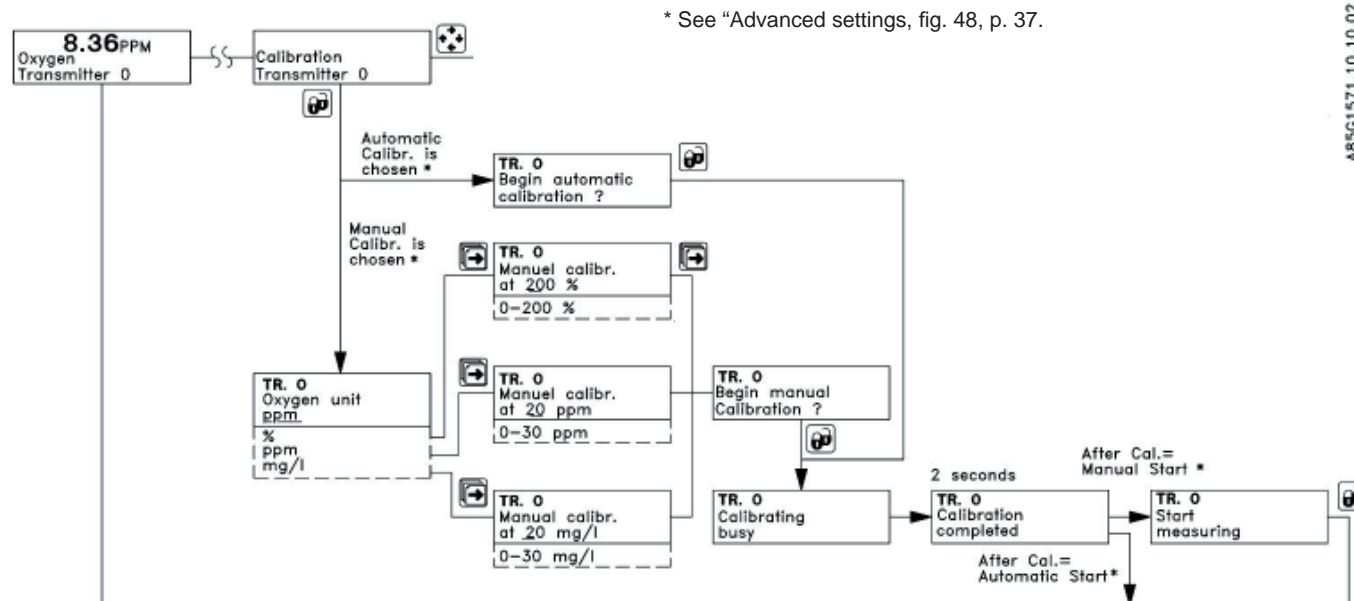 * See “Advanced settings, fig. 48, p. 37.
A85G1571 10.10.02
8.36PPM
Oxygen
Transmitter 0
Calibration
Transmitter 0
Automatic
Calibr. is
chosen *
TR. 0
Begin automatic
calibration ?
Manual
Calibr. is
chosen *
TR. 0
Manuel calibr.
at 200 %
0-200 %
TR. 0
Oxygen unit
ppm
%
ppm
mg/l
TR. 0
Manuel calibr.
at 20 ppm
0-30 ppm
TR. 0
Manual calibr.
at 20 mg/l
0-30 mg/l
TR. 0
Begin manual
Calibration ?
TR. 0
Calibrating
busy
2 seconds
TR. 0
Calibration
completed
After Cal.=
Manual Start *
TR. 0
Start
measuring
After Cal.=
Automatic Start*